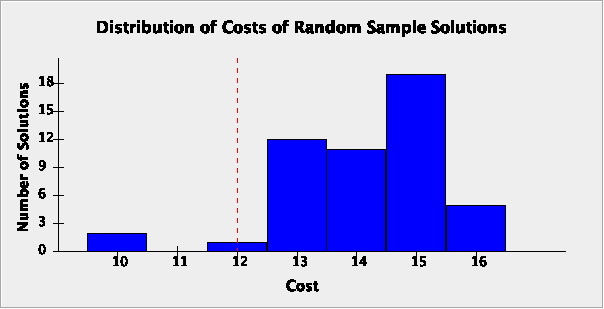 Distribution of Costs of Random Sample Solutions
Number of Solutions
18
15
12
9
6
3
0
10 11 12 13 14 15 16
Cost